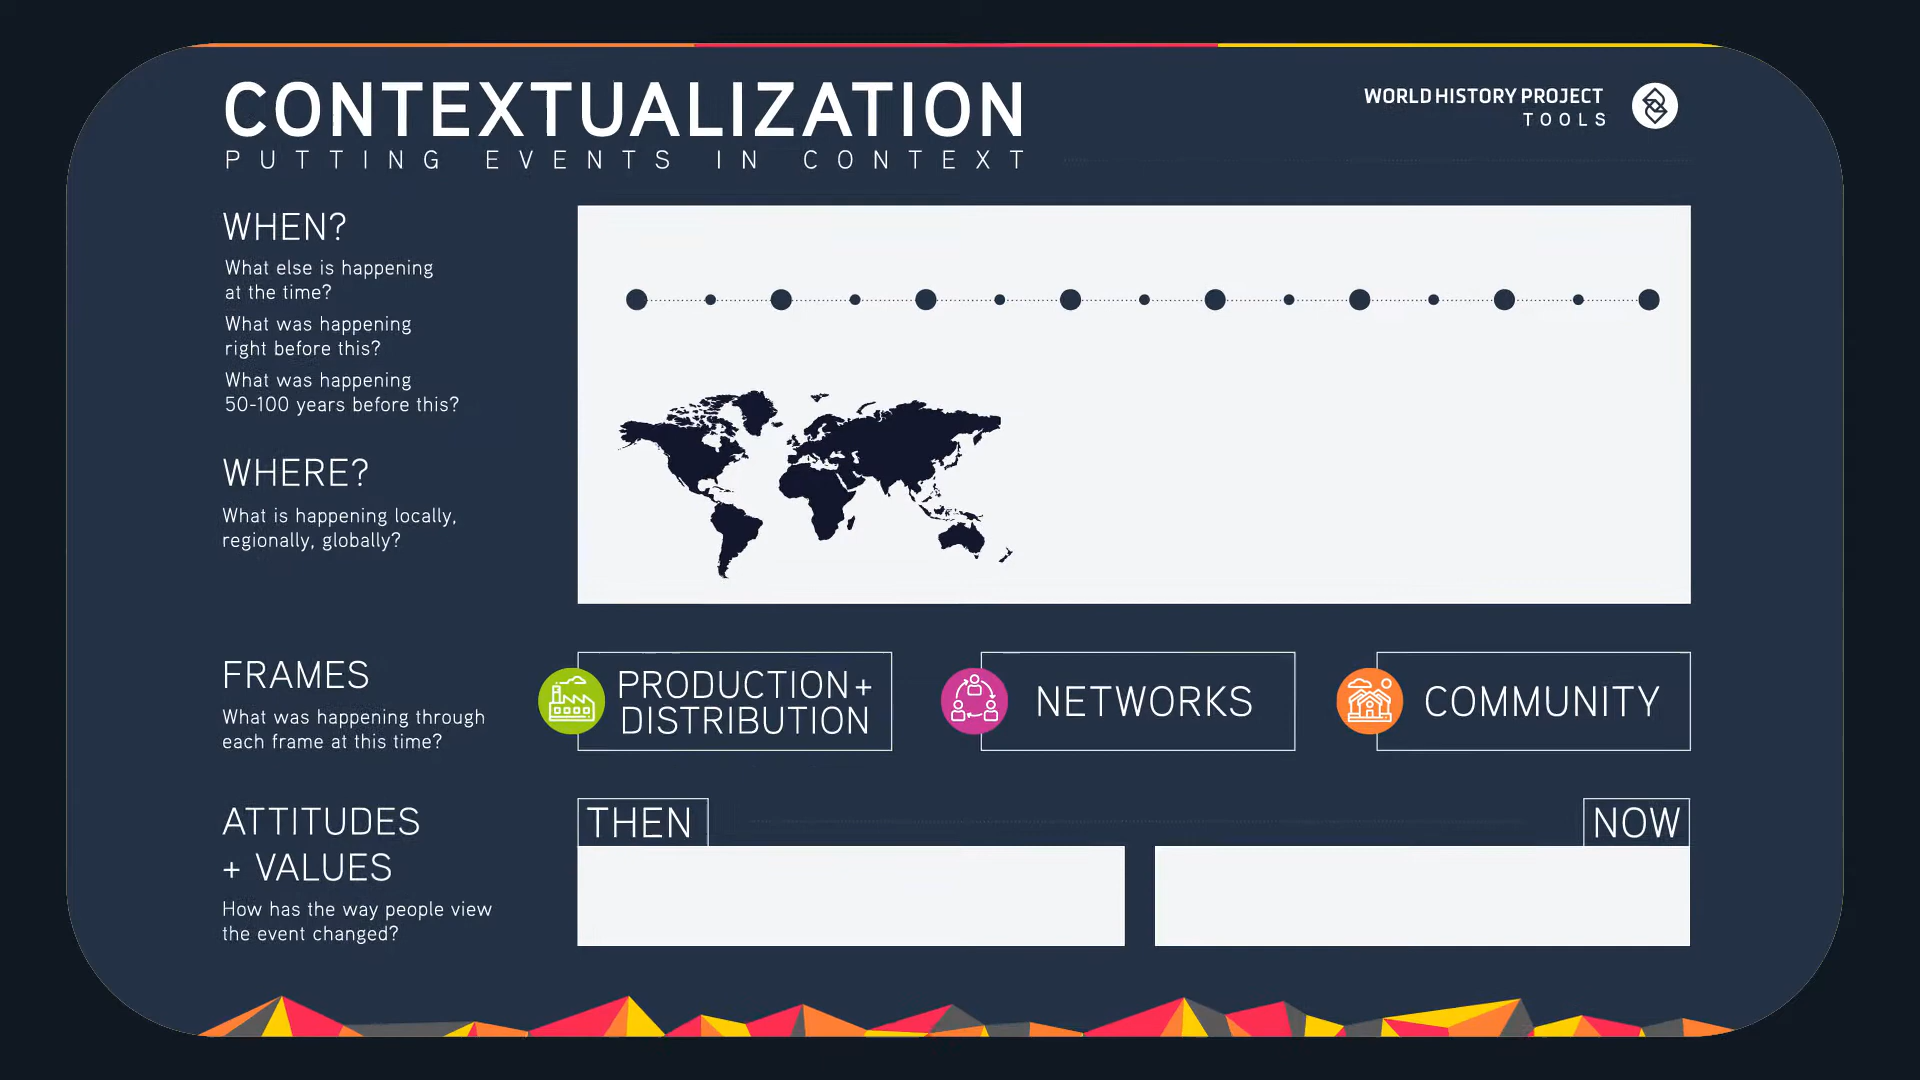 CONTEXTUALIZATION
PUTTING EVENTS IN CONTEXT
WORLD HISTORY PROJECT
TOOLS
WHEN?
What else is happening
at the time?
What was happening
right before this?
What was happening
50-100 years before this?
WHERE?
What is happening locally,
regionally, globally?
FRAMES
What was happening through
each frame at this time?
PRODUCTION+
DISTRIBUTION
NETWORKS
COMMUNITY
ATTITUDES
+ VALUES
How has the way people view
the event changed?
THEN
NOW